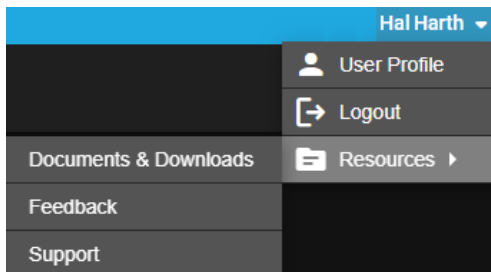 Hal Harth
User Profile
Logout
Resources
Documents & Downloads
Feedback
Support